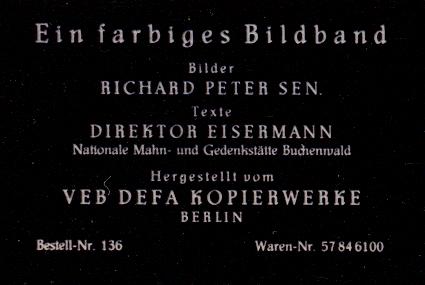 Ein farbiges Bildband
Bilder
RICHARD PETER SEN.
Texte
DIREKTOR EISERMANN
Nationale Mahn- und Gedenkstätte Buchenwald
Hergestellt vom
VEB DEFA KOPIERWERKE
BERLIN
Bestell-Nr. 136 Waren-Nr. 57 84 6100